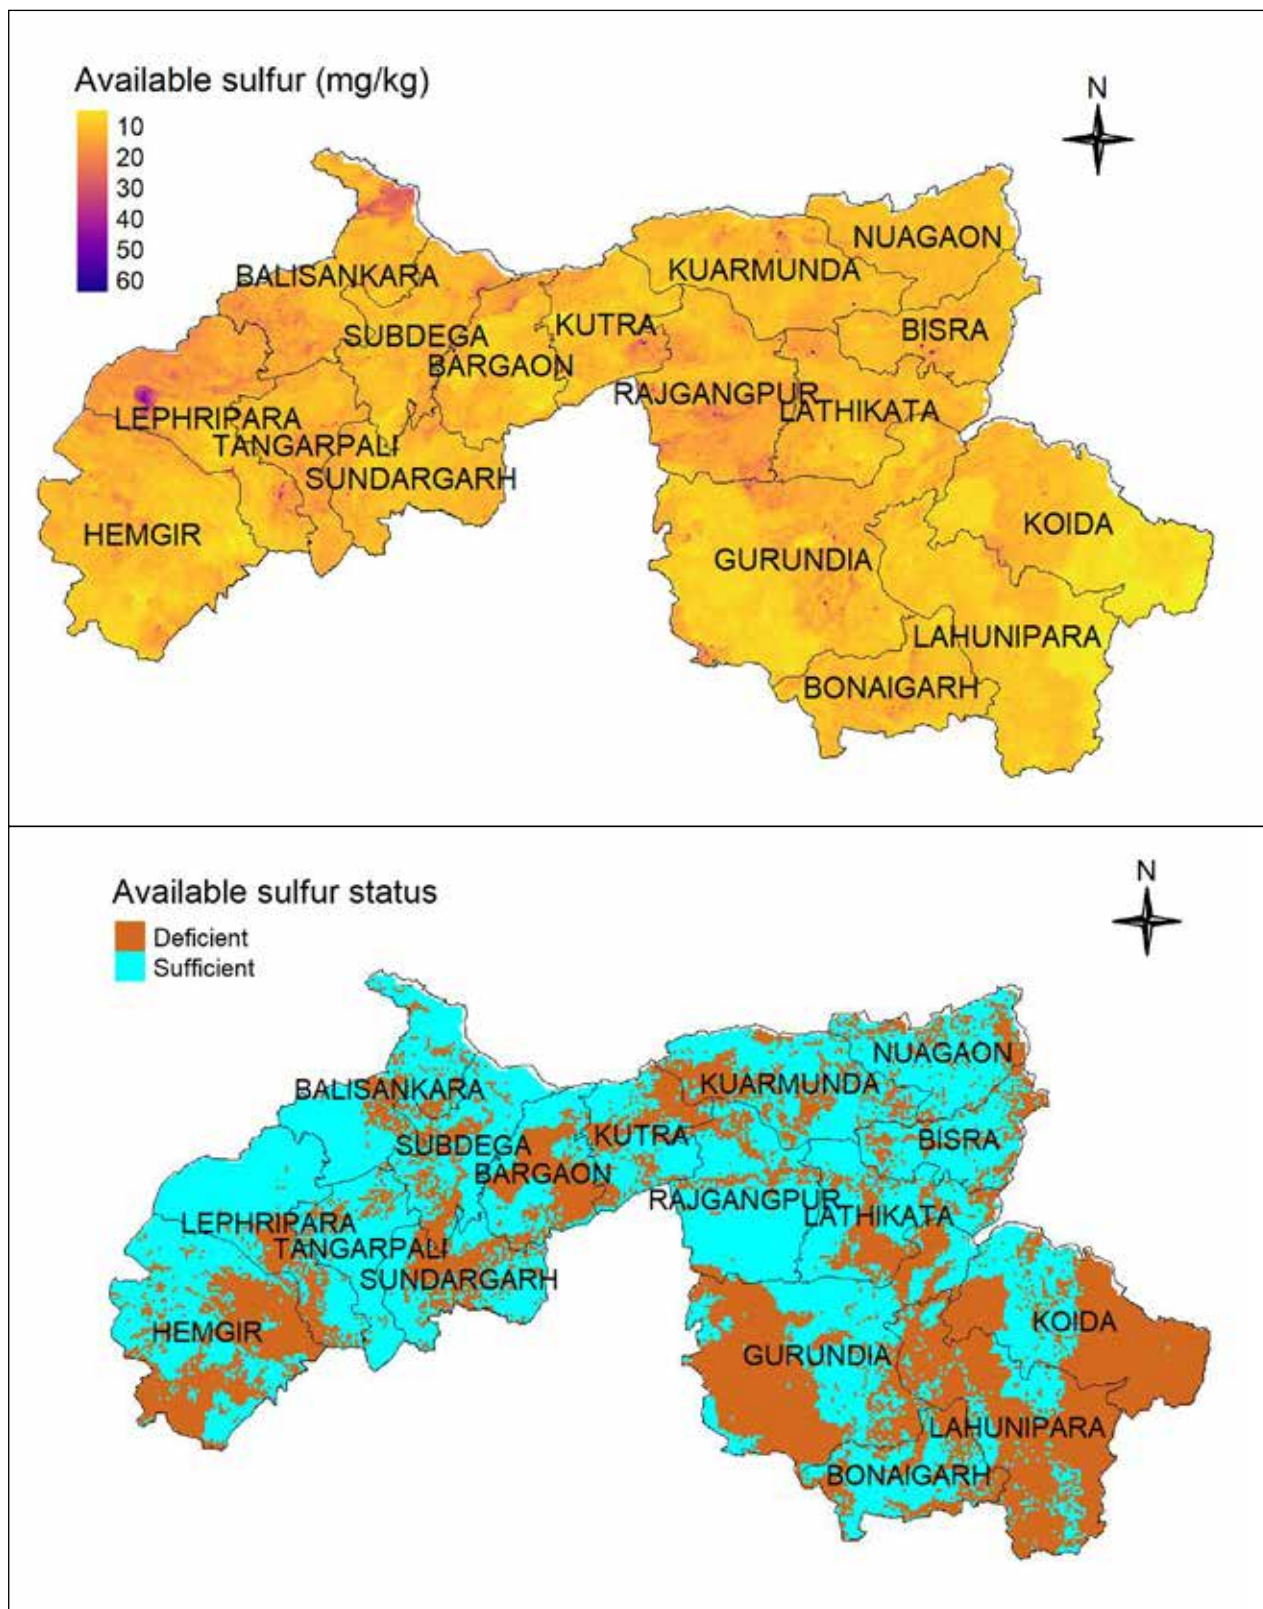 Available sulfur (mg/kg)
10
20
30
40
50
60
N
NUAGAON
KUARMUNDA
BALISANKARA
KUTRA
BISRA
SUBDEGA
BARGAON
RAJGANGPUR
LATHIKATA
LEPHRIPARA
TANGARPALI
SUNDARGARH
KOIDA
HEMGIR
GURUNDIA
LAHUNIPARA
BONAIGARH
Available sulfur status
Deficient
Sufficient
N
NUAGAON
KUARMUNDA
BALISANKARA
KUTRA
BISRA
SUBDEGA
BARGAON
RAJGANGPUR
LATHIKATA
LEPHRIPARA
TANGARPALI
SUNDARGARH
KOIDA
HEMGIR
GURUNDIA
LAHUNIPARA
BONAIGARH